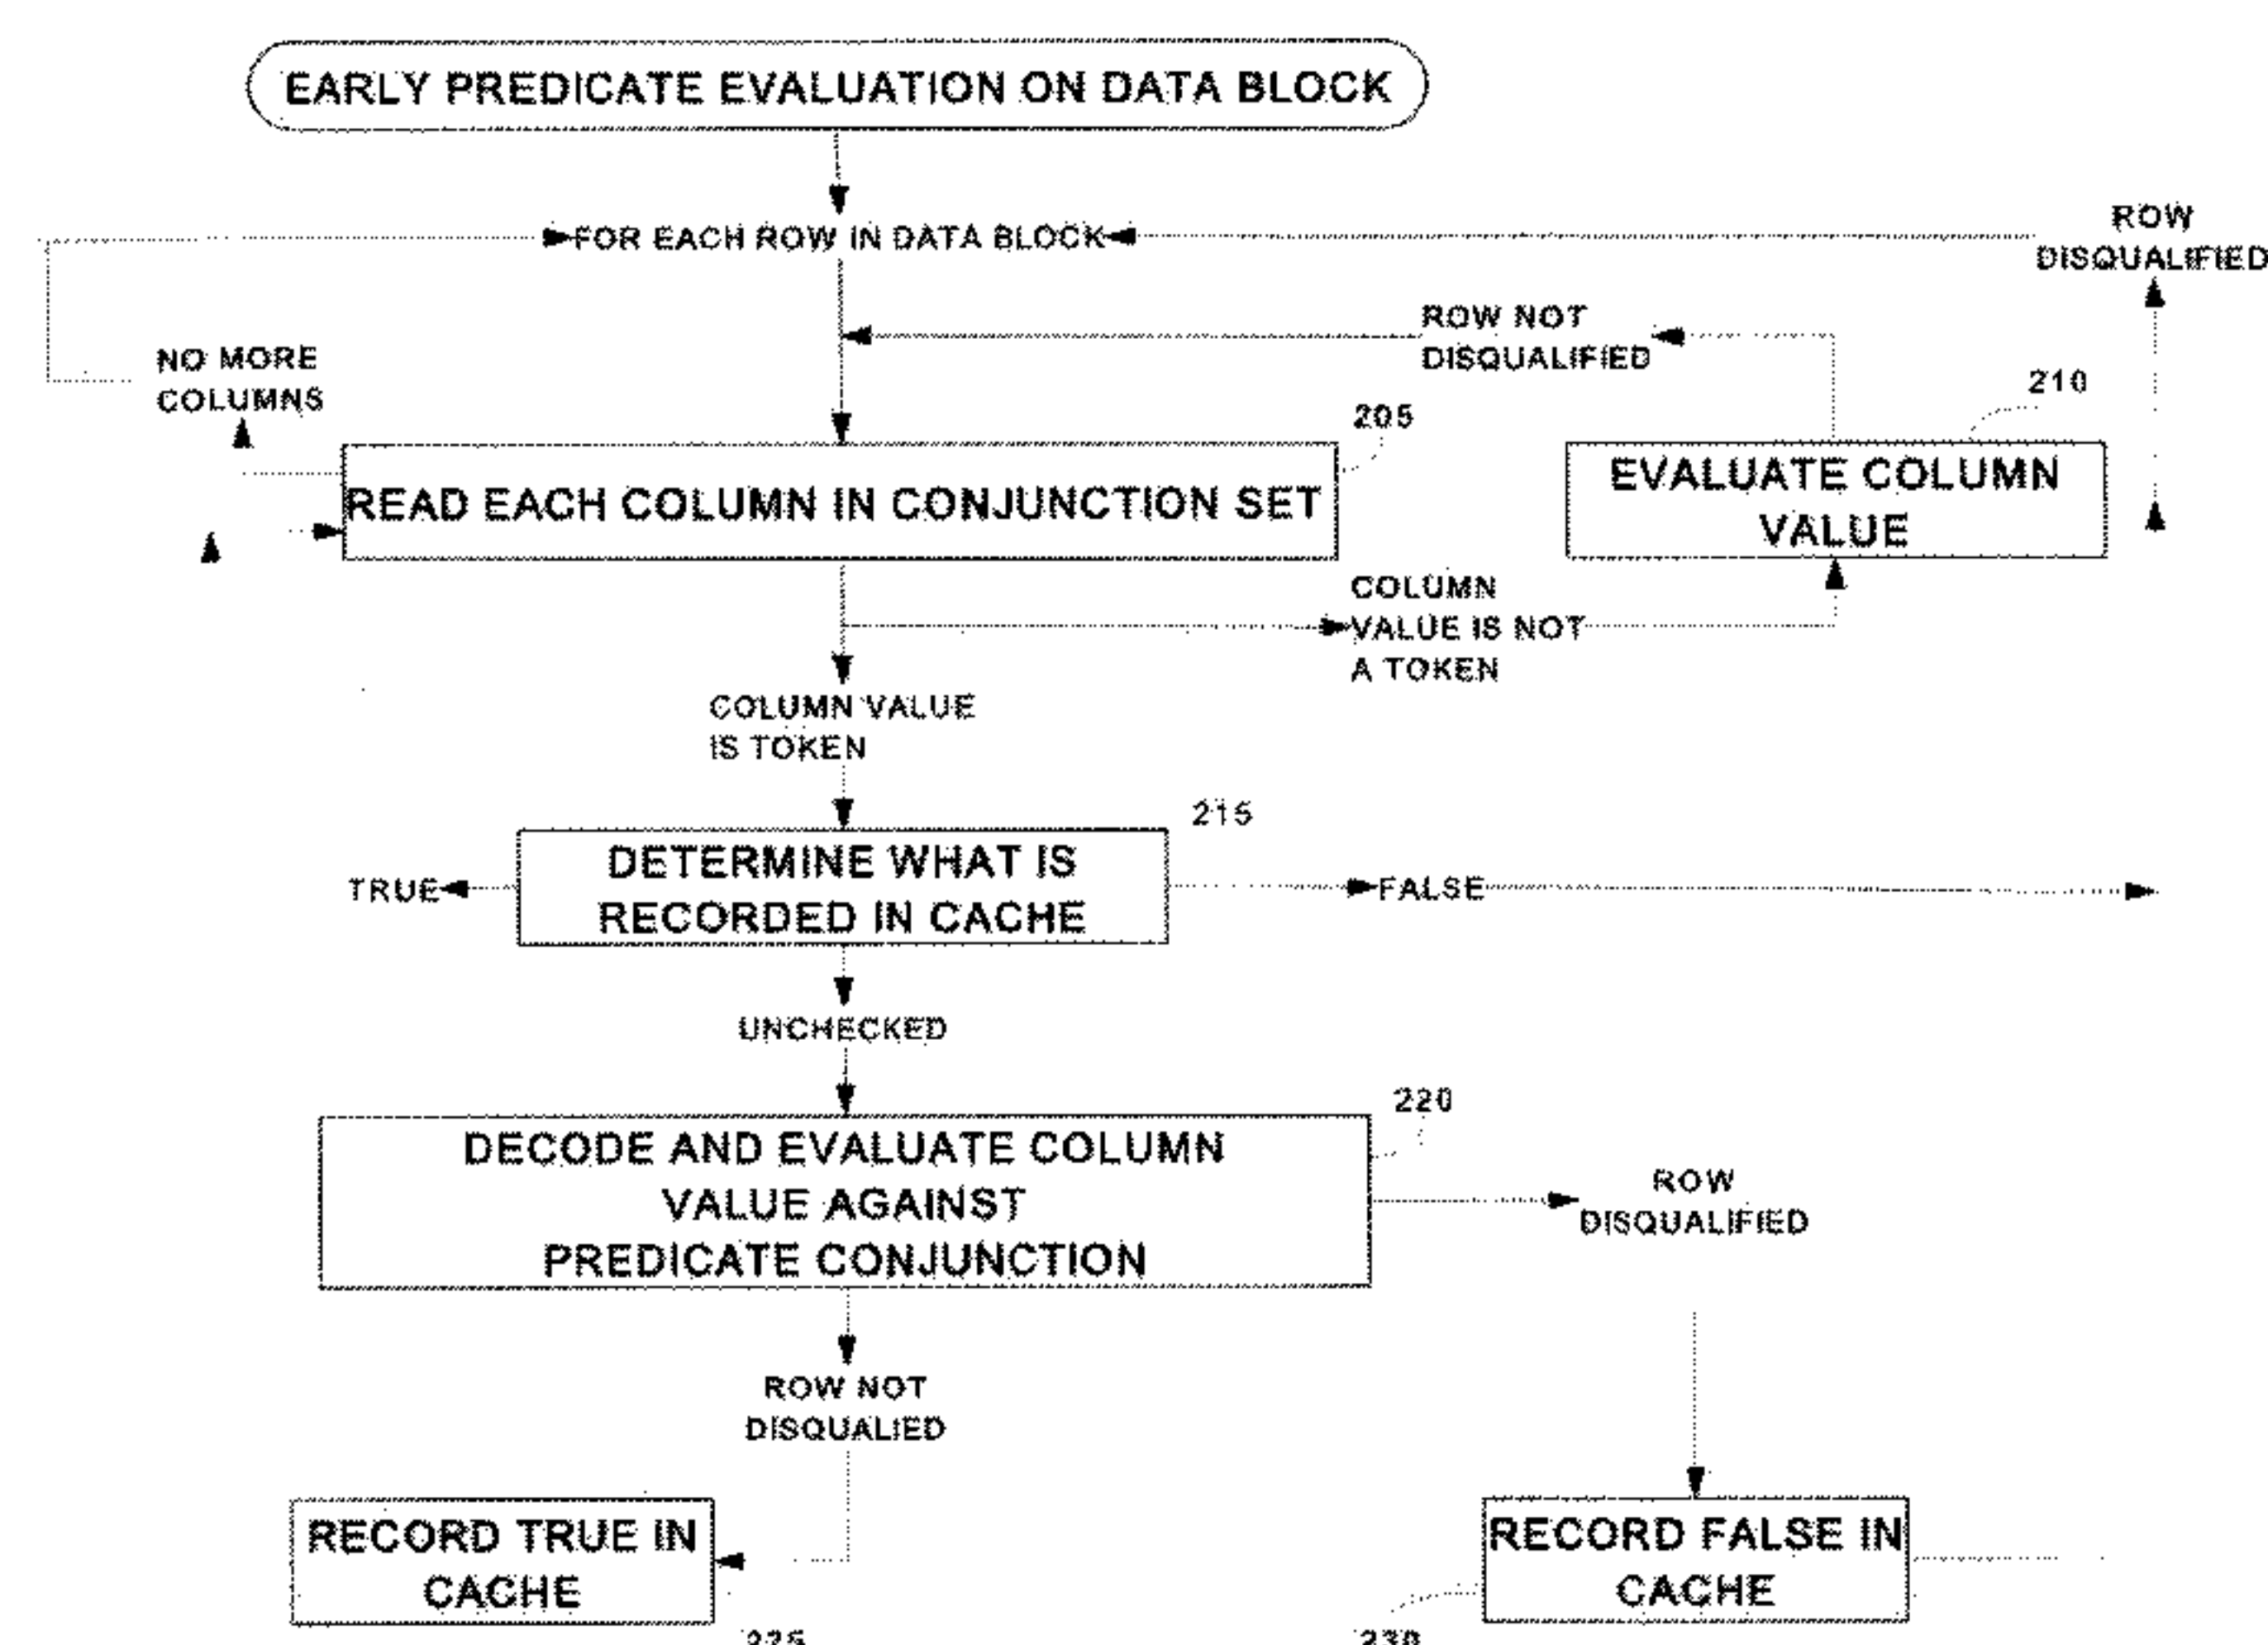 EARLY PREDICATE EVALUATION ON DATA BLOCK
FOR EACH ROW IN DATA BLOCK
ROW
DISQUALIFIED
ROW NOT
DISQUALIFIED
NO MORE
COLUMNS
210
205
READ EACH COLUMN IN CONJUNCTION SET
EVALUATE COLUMN
VALUE
COLUMN
VALUE IS NOT
A TOKEN
COLUMN VALUE
IS TOKEN
215
DETERMINE WHAT IS
RECORDED IN CACHE
TRUE
FALSE
UNCHECKED
220
DECODE AND EVALUATE COLUMN
VALUE AGAINST
PREDICATE CONJUNCTION
ROW
DISQUALIFIED
ROW NOT
DISQUALIED
RECORD TRUE IN
CACHE
RECORD FALSE IN
CACHE
225
230